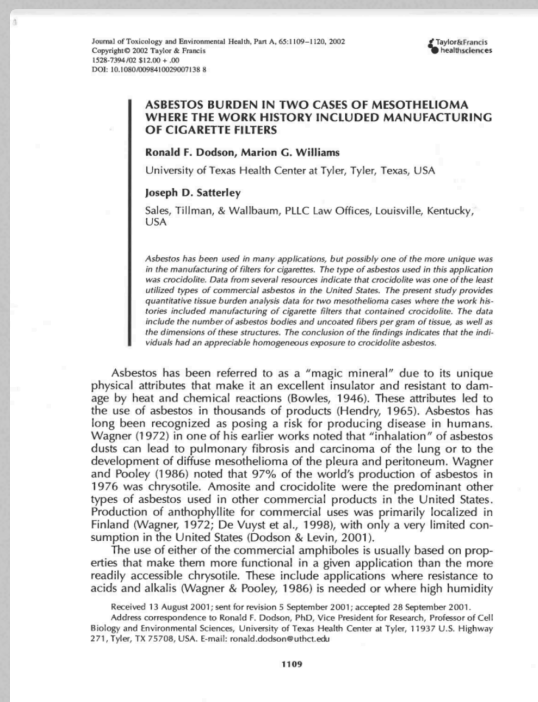 Journal of Toxicology and Environmental Health, Part A, 65:1109–1120, 2002
Copyright© 2002 Taylor & Francis
1528-7394/02 $12.00 + .00
DOI: 10.1080/0098410029007138 8
Taylor&Francis
healthsciences
ASBESTOS BURDEN IN TWO CASES OF MESOTHELIOMA
WHERE THE WORK HISTORY INCLUDED MANUFACTURING
OF CIGARETTE FILTERS
Ronald F. Dodson, Marion G. Williams
University of Texas Health Center at Tyler, Tyler, Texas, USA
Joseph D. Satterley
Sales, Tillman, & Wallbaum, PLLC Law Offices, Louisville, Kentucky,
USA
Asbestos has been used in many applications, but possibly one of the more unique was
in the manufacturing of filters for cigarettes. The type of asbestos used in this application
was crocidolite. Data from several resources indicate that crocidolite was one of the least
utilized types of commercial asbestos in the United States. The present study provides
quantitative tissue burden analysis data for two mesothelioma cases where the work his-
tories included manufacturing of cigarette filters that contained crocidolite. The data
include the number of asbestos bodies and uncoated fibers per gram of tissue, as well as
the dimensions of these structures. The conclusion of the findings indicates that the indi-
viduals had an appreciable homogeneous exposure to crocidolite asbestos.
Asbestos has been referred to as a “magic mineral” due to its unique
physical attributes that make it an excellent insulator and resistant to dam-
age by heat and chemical reactions (Bowles, 1946). These attributes led to
the use of asbestos in thousands of products (Hendry, 1965). Asbestos has
long been recognized as posing a risk for producing disease in humans.
Wagner (1972) in one of his earlier works noted that “inhalation” of asbestos
dusts can lead to pulmonary fibrosis and carcinoma of the lung or to the
development of diffuse mesothelioma of the pleura and peritoneum. Wagner
and Pooley (1986) noted that 97% of the world’s production of asbestos in
1976 was chrysotile. Amosite and crocidolite were the predominant other
types of asbestos used in other commercial products in the United States.
Production of anthophyllite for commercial uses was primarily localized in
Finland (Wagner, 1972; De Vuyst et al., 1998), with only a very limited con-
sumption in the United States (Dodson & Levin, 2001).
The use of either of the commercial amphiboles is usually based on prop-
erties that make them more functional in a given application than the more
readily accessible chrysotile. These include applications where resistance to
acids and alkalis (Wagner & Pooley, 1986) is needed or where high humidity
Received 13 August 2001; sent for revision 5 September 2001; accepted 28 September 2001.
Address correspondence to Ronald F. Dodson, PhD, Vice President for Research, Professor of Cell
Biology and Environmental Sciences, University of Texas Health Center at Tyler, 11937 U.S. Highway
271, Tyler, TX 75708, USA. E-mail: ronald.dodson@uthct.edu
1109